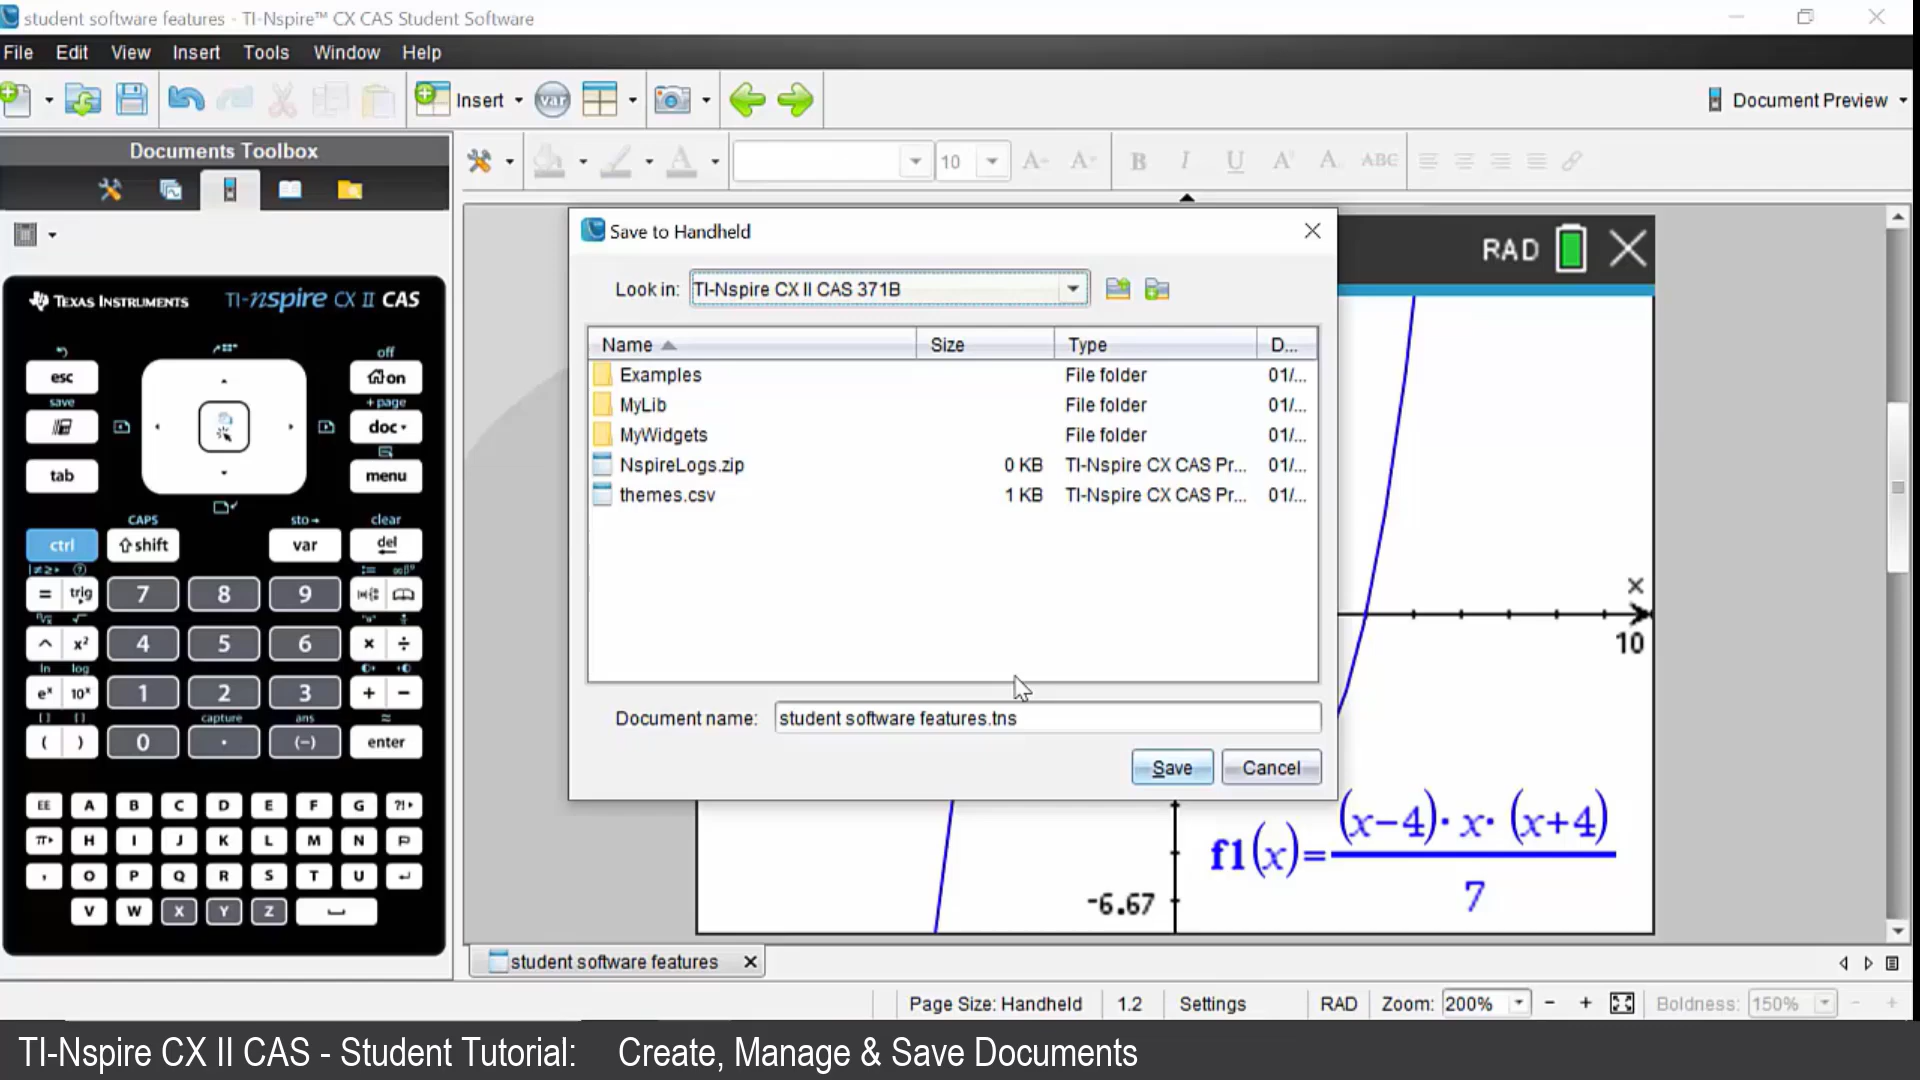 student software features - TI-Nspire™ CX CAS Student Software
File Edit View Insert Tools Window Help
Insert var Document Preview
Documents Toolbox
10 B I U A A ABC
Save to Handheld
RAD
Look in: TI-Nspire CX II CAS 371B
TEXAS INSTRUMENTS TI-nspire CX II CAS
Name Size Type D...
Examples File folder 01/...
MyLib File folder 01/...
MyWidgets File folder 01/...
NspireLogs.zip 0 KB TI-Nspire CX CAS Pr... 01/...
themes.csv 1 KB TI-Nspire CX CAS Pr... 01/...
off
esc on
save + page
doc
tab menu
CAPS sto→ clear
ctrl shift var del
= trig 7 8 9
^ x² 4 5 6 × ÷
ln log
eˣ 10ˣ 1 2 3 + −
[ ] { } capture ans ≈
( ) 0 . (−) enter
EE A B C D E F G ?!▸
π▸ H I J K L M N
, O P Q R S T U
V W X Y Z
x
10
Document name: student software features.tns
Save Cancel
f1(x)=(x-4)·x·(x+4)
7
-6.67
student software features
Page Size: Handheld 1.2 Settings RAD Zoom: 200% − + Boldness: 150% − +
TI-Nspire CX II CAS - Student Tutorial: Create, Manage & Save Documents